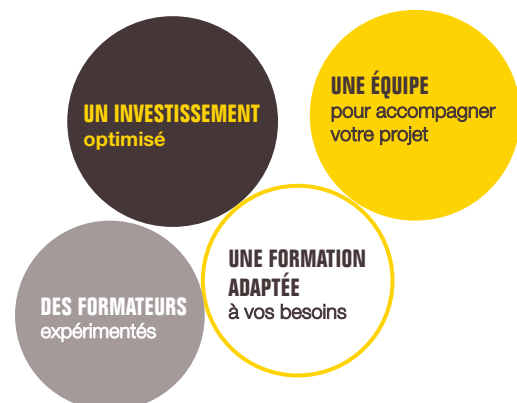 UN INVESTISSEMENT
optimisé
UNE ÉQUIPE
pour accompagner
votre projet
UNE FORMATION
ADAPTÉE
à vos besoins
DES FORMATEURS
expérimentés